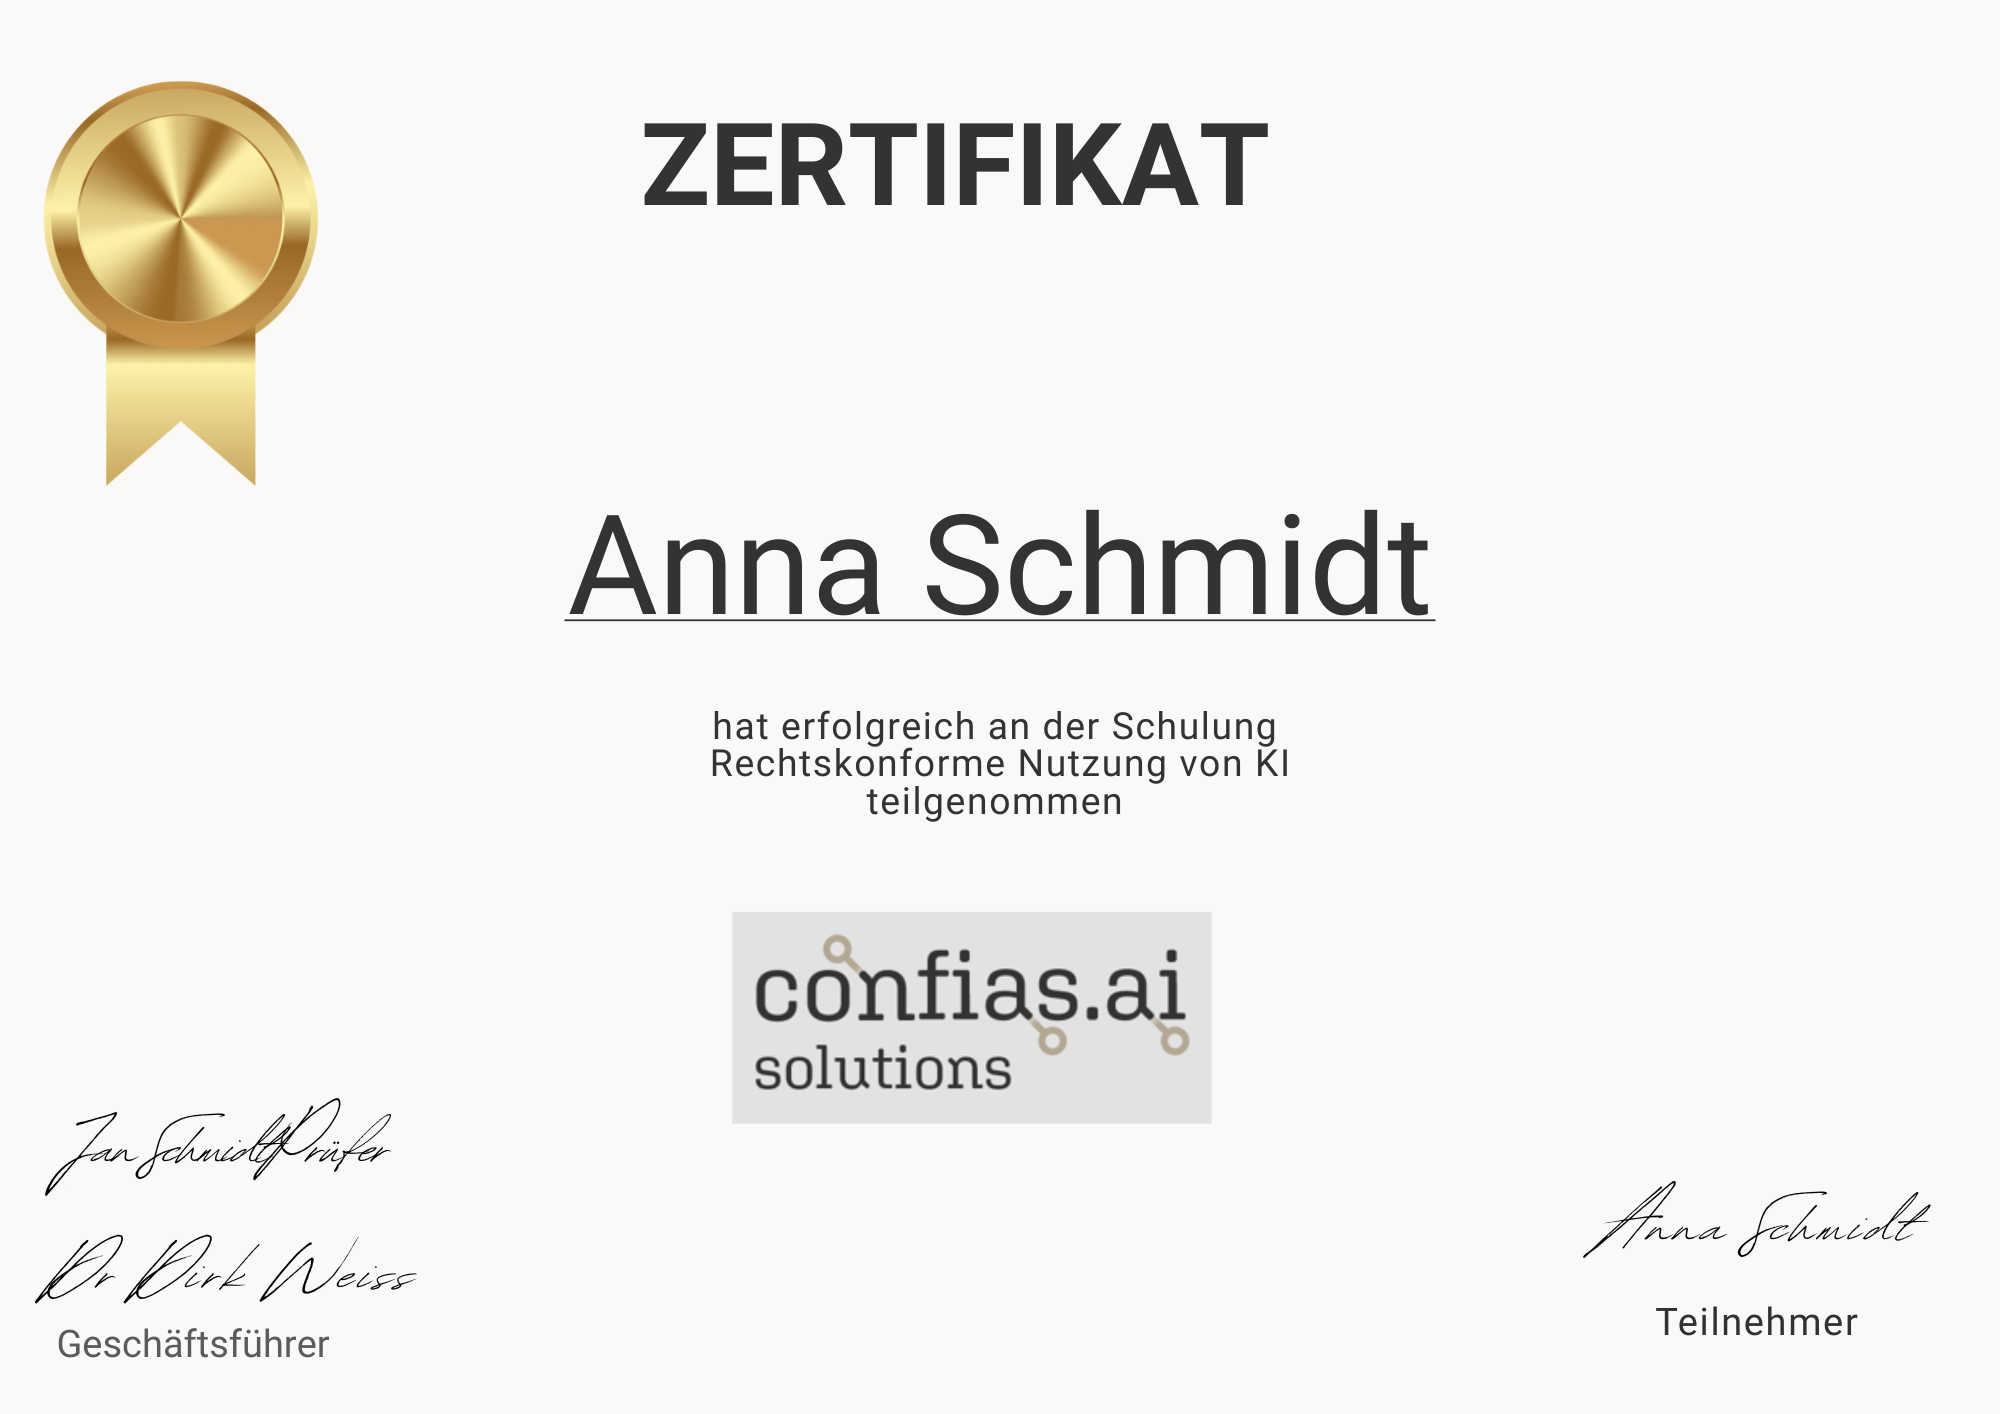 ZERTIFIKAT
Anna Schmidt
hat erfolgreich an der Schulung
Rechtskonforme Nutzung von KI
teilgenommen
confias.ai
solutions
Jan Schmidt Prüfer
Dr Dirk Weiss
Geschäftsführer
Anna Schmidt
Teilnehmer